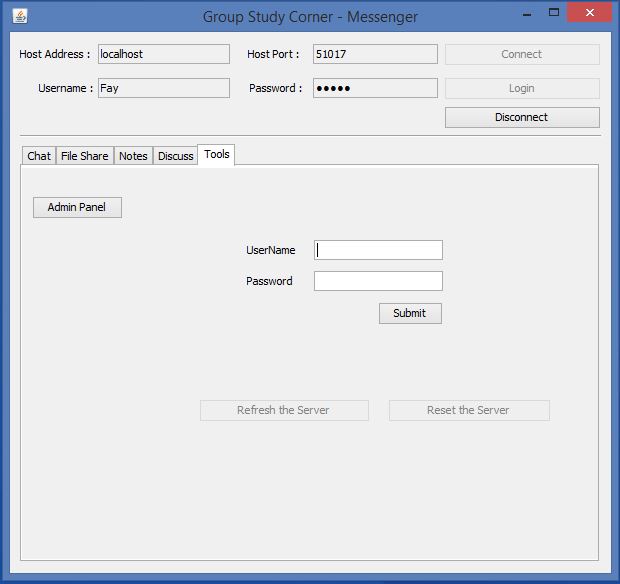 Group Study Corner - Messenger
Host Address : localhost Host Port : 51017 Connect
Username : Fay Password : ●●●●● Login
Disconnect
Chat File Share Notes Discuss Tools
Admin Panel
UserName
Password
Submit
Refresh the Server Reset the Server